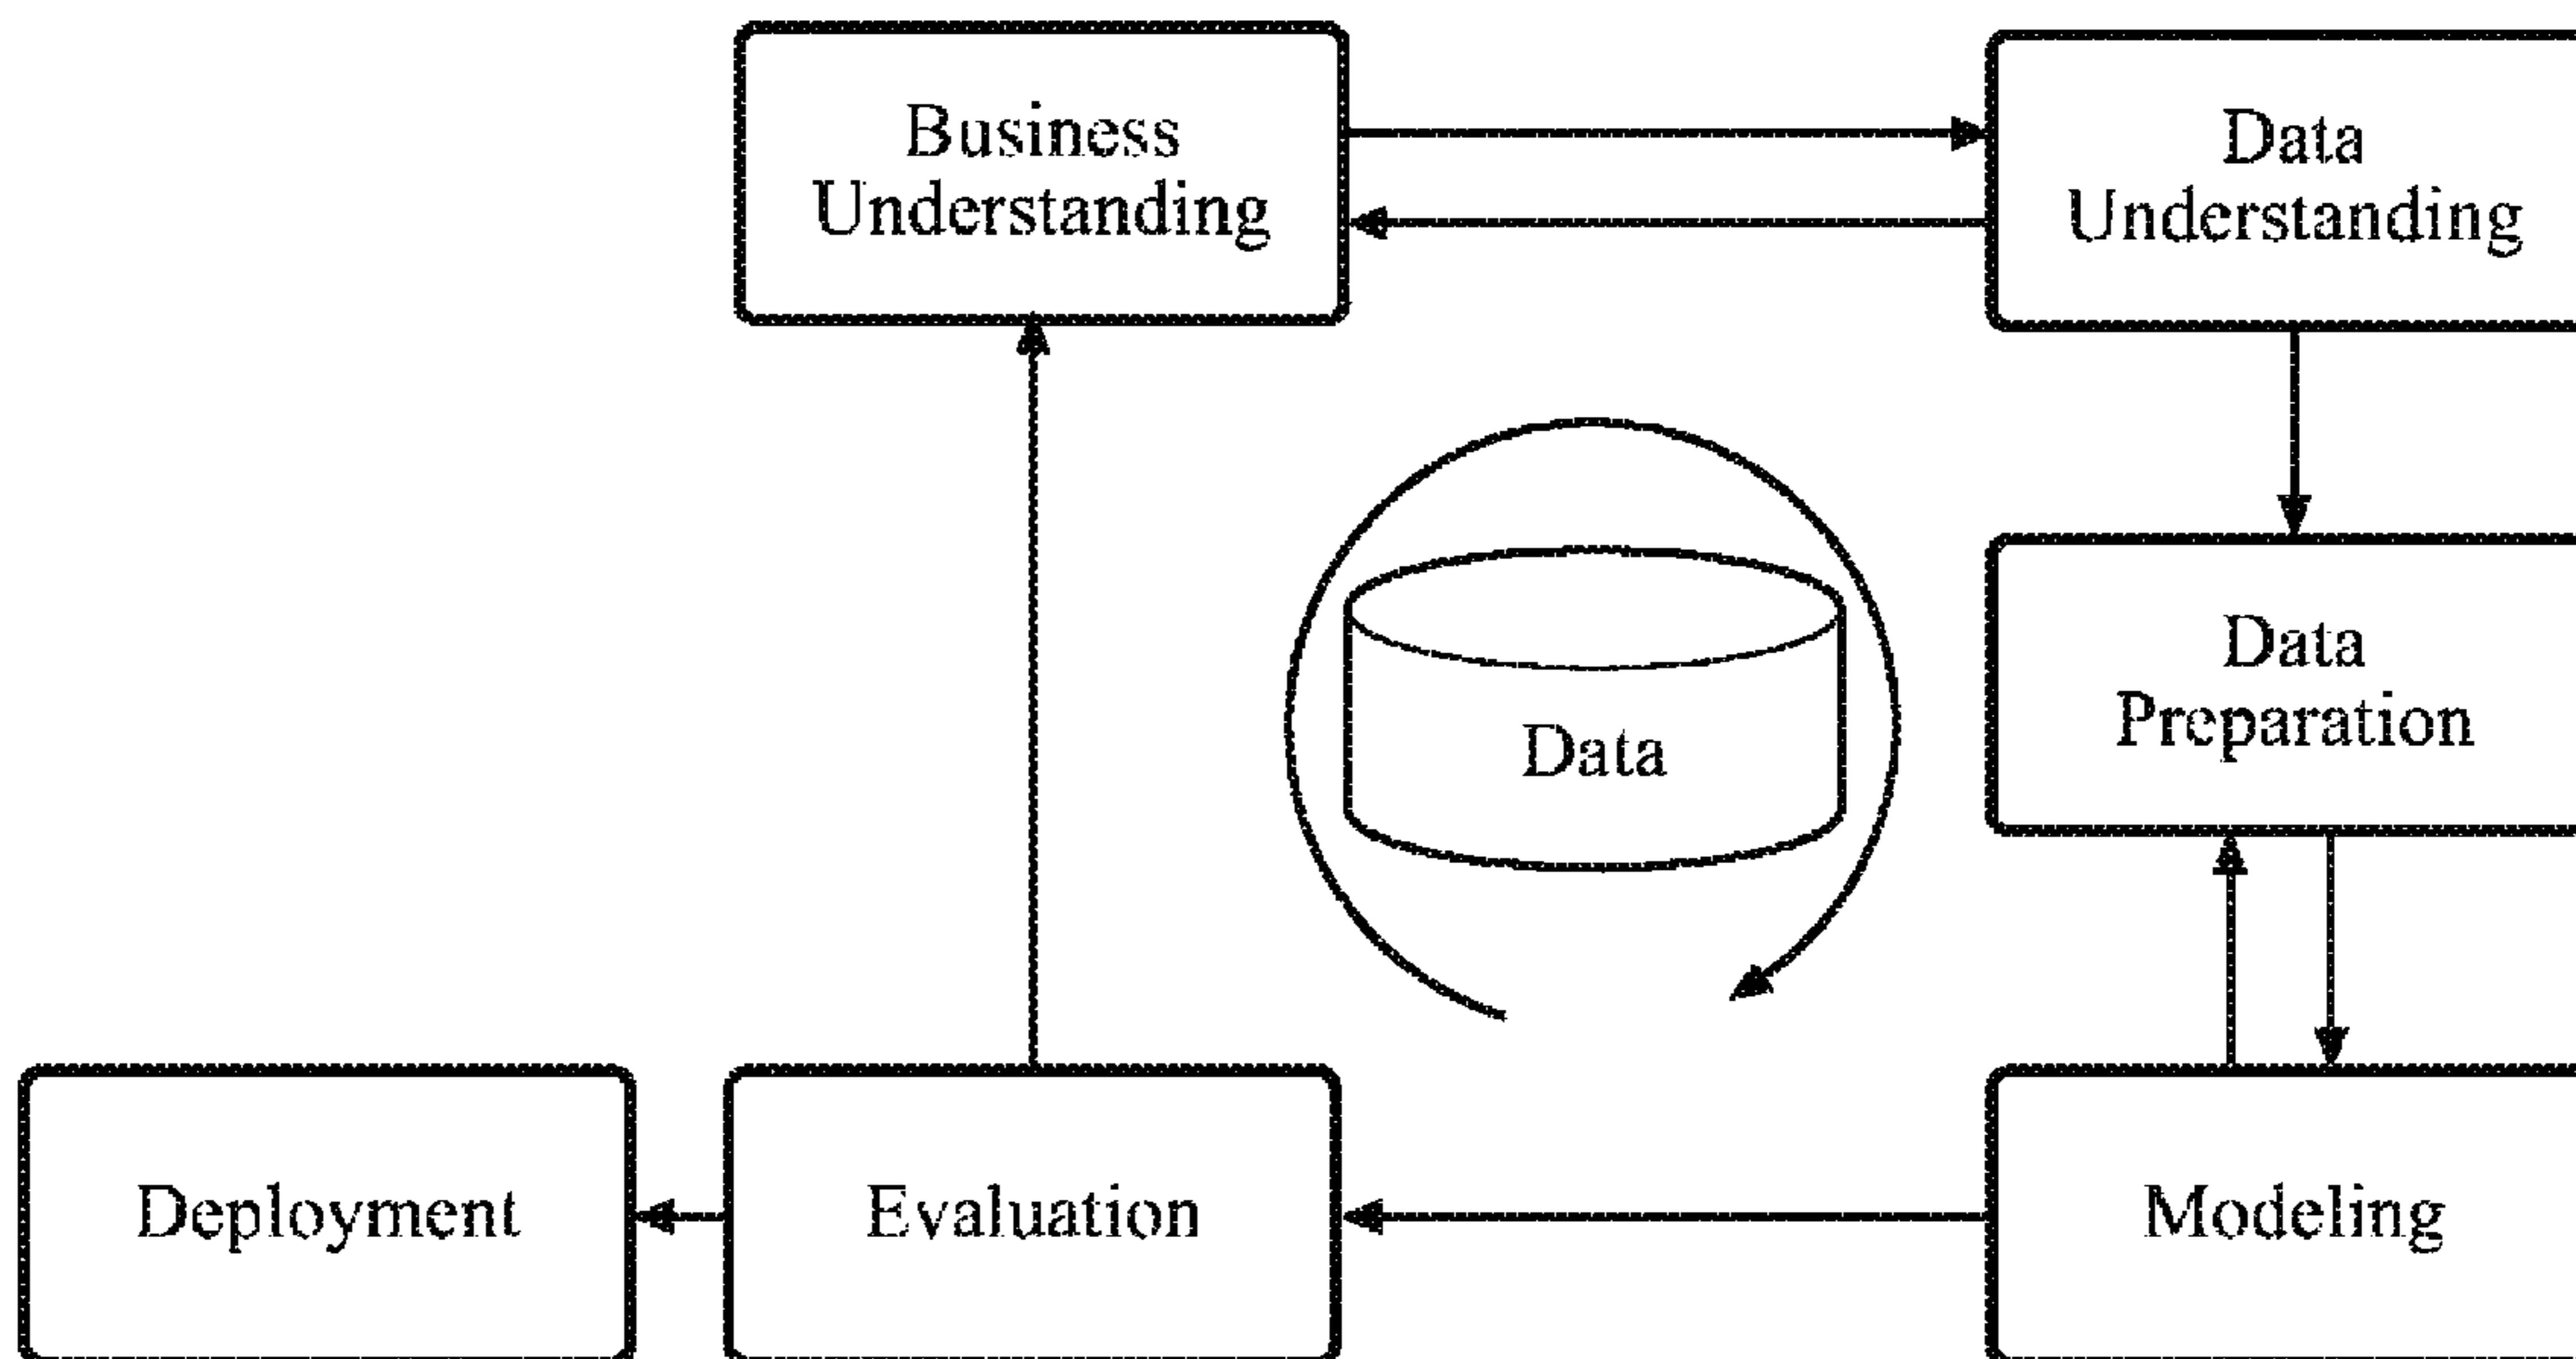 Business
Understanding
Data
Understanding
Data
Preparation
Data
Modeling
Evaluation
Deployment